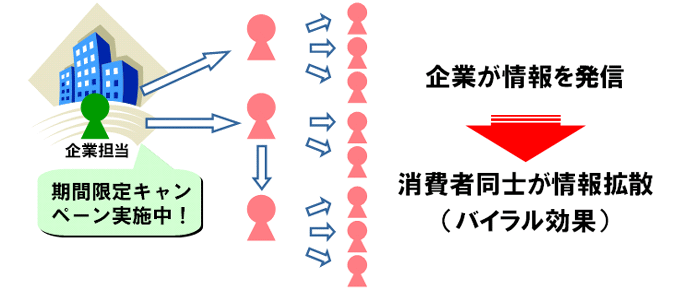 企業担当
期間限定キャン
ペーン実施中！
企業が情報を発信
消費者同士が情報拡散
（バイラル効果）